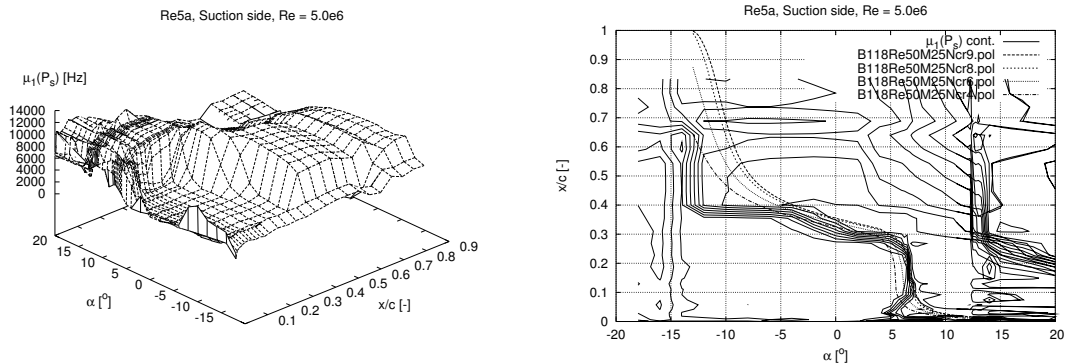 Re5a, Suction side, Re = 5.0e6
μ1(Ps) [Hz]
14000
12000
10000
8000
6000
4000
2000
0
20
15
10
5
0
-5
-10
-15
α [o]
0.1
0.2
0.3
0.4
0.5
0.6
0.7
0.8
0.9
x/c [-]
Re5a, Suction side, Re = 5.0e6
μ1(Ps) cont.
B118Re50M25Ncr9.pol
B118Re50M25Ncr8.pol
B118Re50M25Ncr6.pol
B118Re50M25Ncr4.pol
1
0.9
0.8
0.7
0.6
0.5
0.4
0.3
0.2
0.1
0
x/c [-]
-20 -15 -10 -5 0 5 10 15 20
α [o]